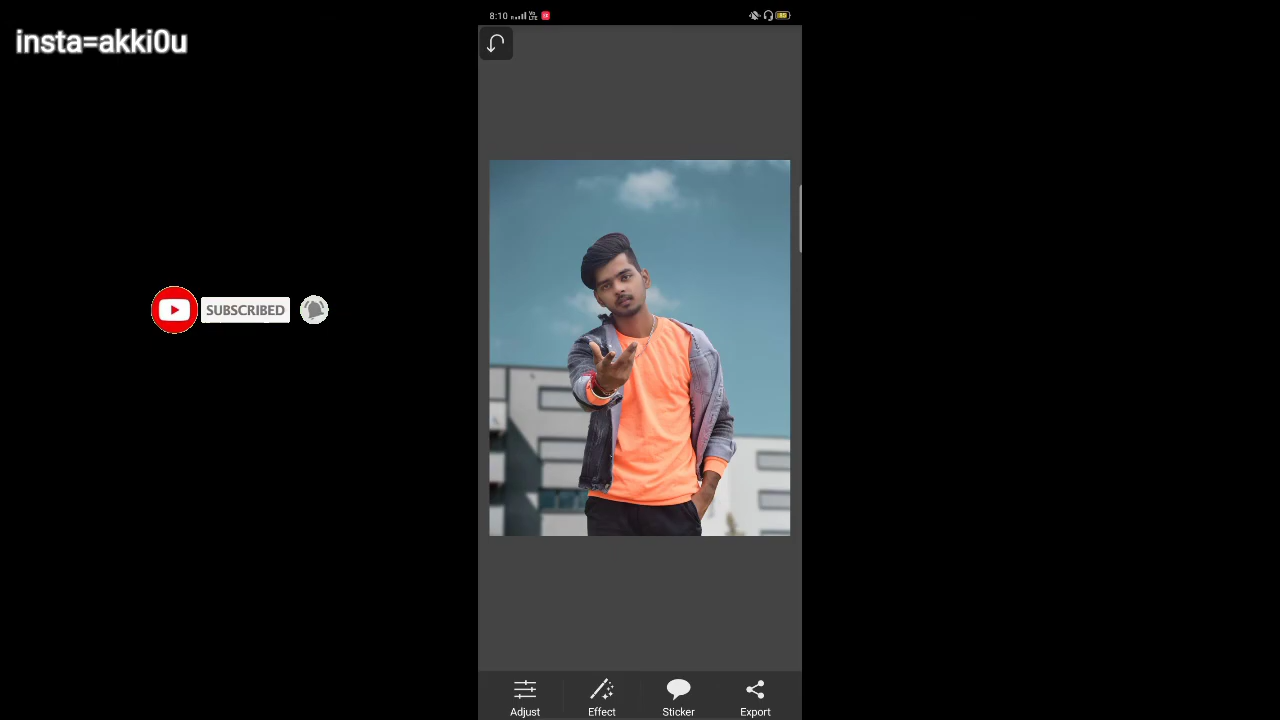 8:10
insta=akki0u
SUBSCRIBED
Adjust
Effect
Sticker
Export